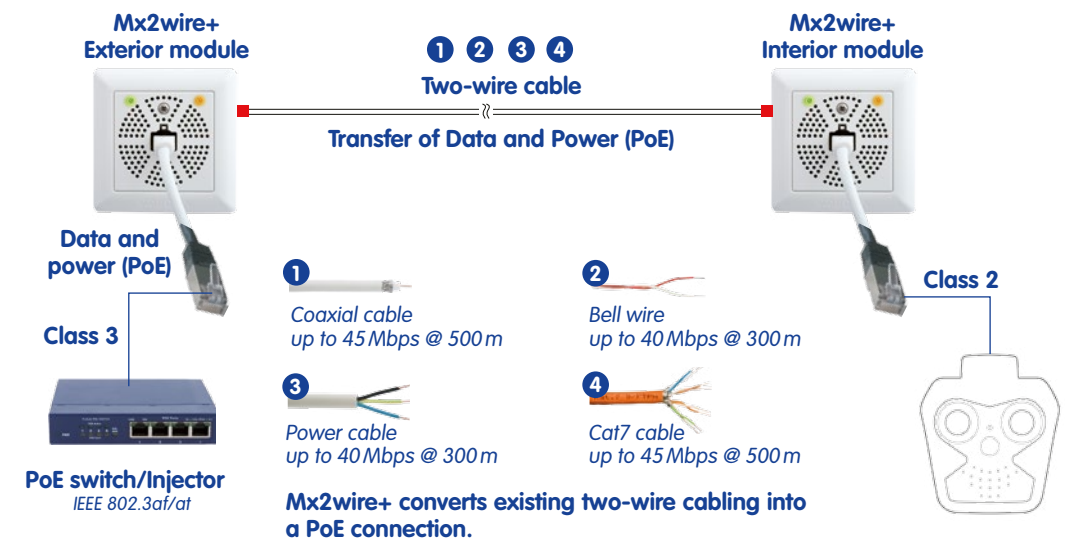 Mx2wire+
Exterior module
Mx2wire+
Interior module
1 2 3 4
Two-wire cable
Transfer of Data and Power (PoE)
Data and
power (PoE)
Class 3
PoE switch/Injector
IEEE 802.3af/at
1
Coaxial cable
up to 45 Mbps @ 500 m
2
Bell wire
up to 40 Mbps @ 300 m
3
Power cable
up to 40 Mbps @ 300 m
4
Cat7 cable
up to 45 Mbps @ 500 m
Class 2
Mx2wire+ converts existing two-wire cabling into
a PoE connection.